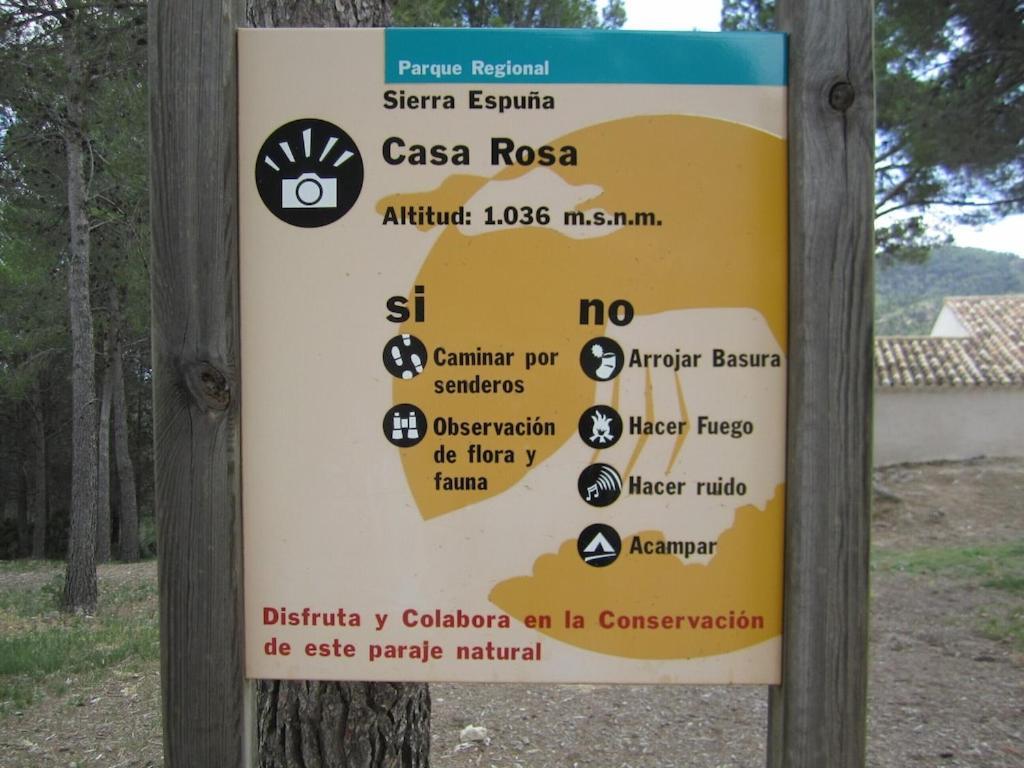 Parque Regional
Sierra Espuña
Casa Rosa
Altitud: 1.036 m.s.n.m.
si
Caminar por
senderos
Observación
de flora y
fauna
no
Arrojar Basura
Hacer Fuego
Hacer ruido
Acampar
Disfruta y Colabora en la Conservación
de este paraje natural